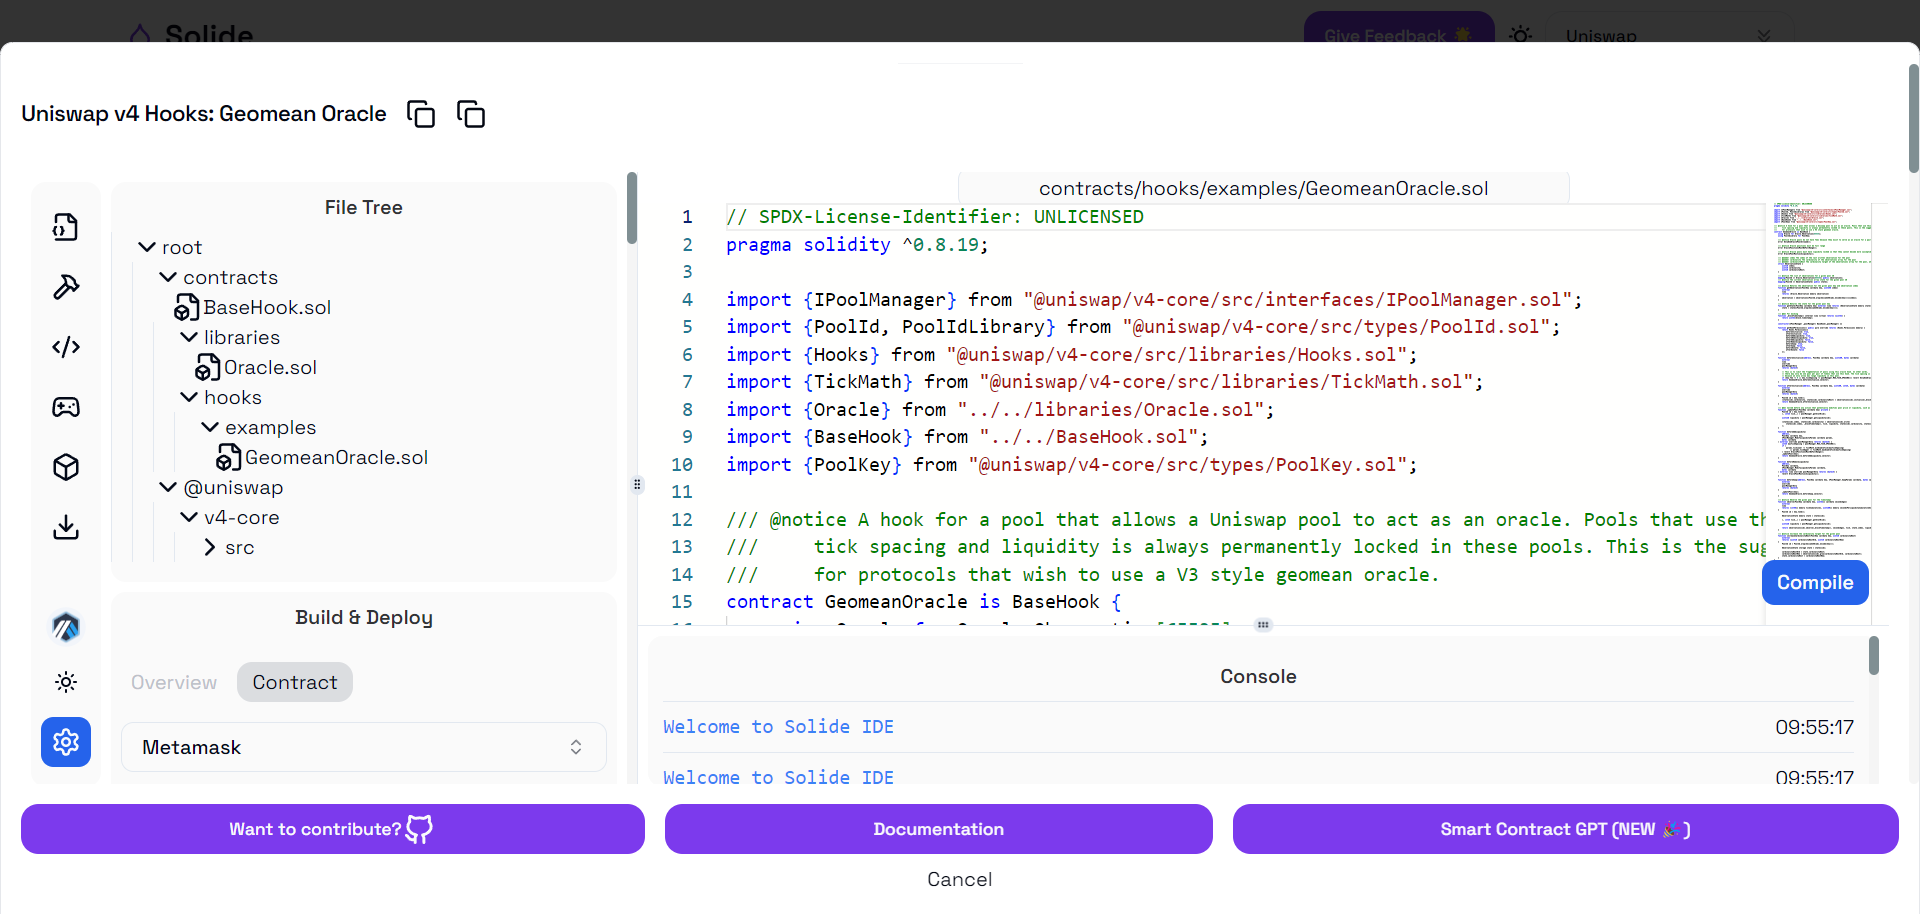 Solide
Give Feedback 🌟
Uniswap
Uniswap v4 Hooks: Geomean Oracle
File Tree
root
contracts
BaseHook.sol
libraries
Oracle.sol
hooks
examples
GeomeanOracle.sol
@uniswap
v4-core
src
Build & Deploy
Overview
Contract
Metamask
contracts/hooks/examples/GeomeanOracle.sol
1 // SPDX-License-Identifier: UNLICENSED
2 pragma solidity ^0.8.19;
3
4 import {IPoolManager} from "@uniswap/v4-core/src/interfaces/IPoolManager.sol";
5 import {PoolId, PoolIdLibrary} from "@uniswap/v4-core/src/types/PoolId.sol";
6 import {Hooks} from "@uniswap/v4-core/src/libraries/Hooks.sol";
7 import {TickMath} from "@uniswap/v4-core/src/libraries/TickMath.sol";
8 import {Oracle} from "../../libraries/Oracle.sol";
9 import {BaseHook} from "../../BaseHook.sol";
10 import {PoolKey} from "@uniswap/v4-core/src/types/PoolKey.sol";
11
12 /// @notice A hook for a pool that allows a Uniswap pool to act as an oracle. Pools that use th
13 ///     tick spacing and liquidity is always permanently locked in these pools. This is the sug
14 ///     for protocols that wish to use a V3 style geomean oracle.
15 contract GeomeanOracle is BaseHook {
Compile
Console
Welcome to Solide IDE 09:55:17
Welcome to Solide IDE 09:55:17
Want to contribute?
Documentation
Smart Contract GPT (NEW 🎉)
Cancel